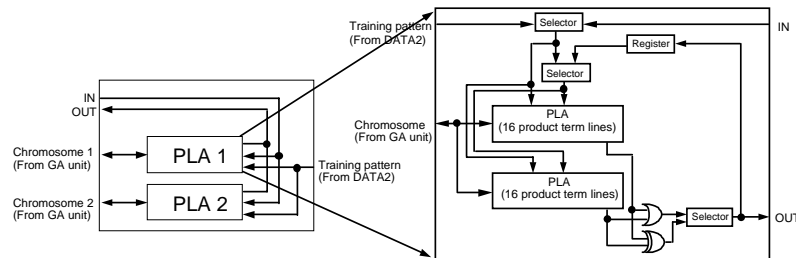 IN
OUT
Chromosome 1
(From GA unit)
PLA 1
Training pattern
(From DATA2)
Chromosome 2
(From GA unit)
PLA 2
Training pattern
(From DATA2)
Selector
IN
Register
Selector
Chromosome
(From GA unit)
PLA
(16 product term lines)
PLA
(16 product term lines)
Selector
OUT